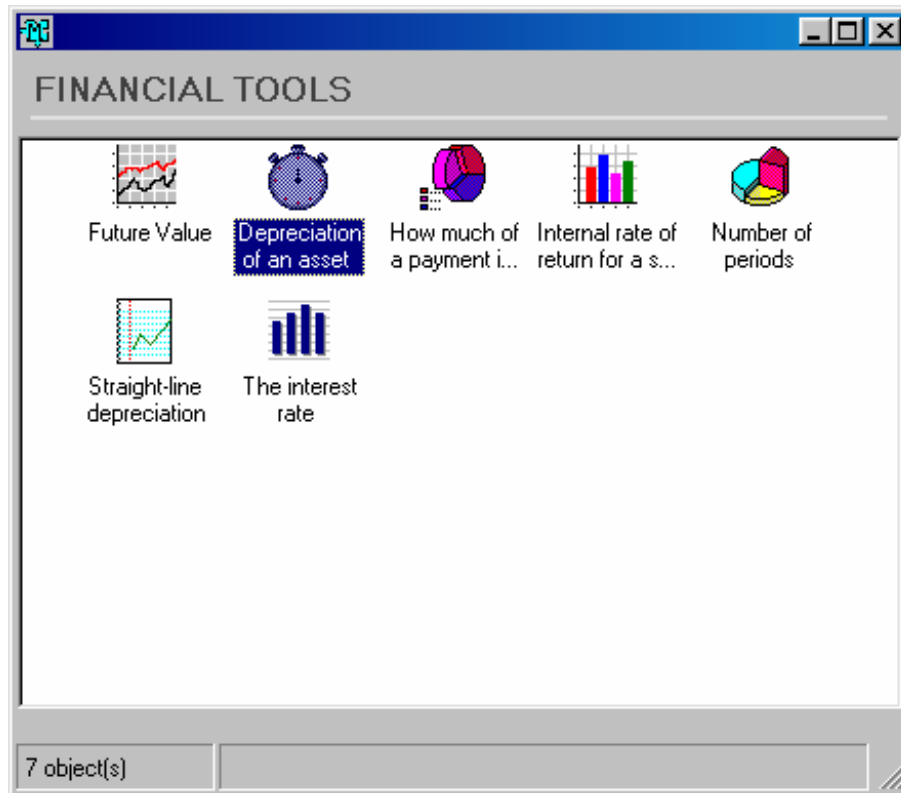 FINANCIAL TOOLS
Future Value
Depreciation
of an asset
How much of
a payment i...
Internal rate of
return for a s...
Number of
periods
Straight-line
depreciation
The interest
rate
7 object(s)